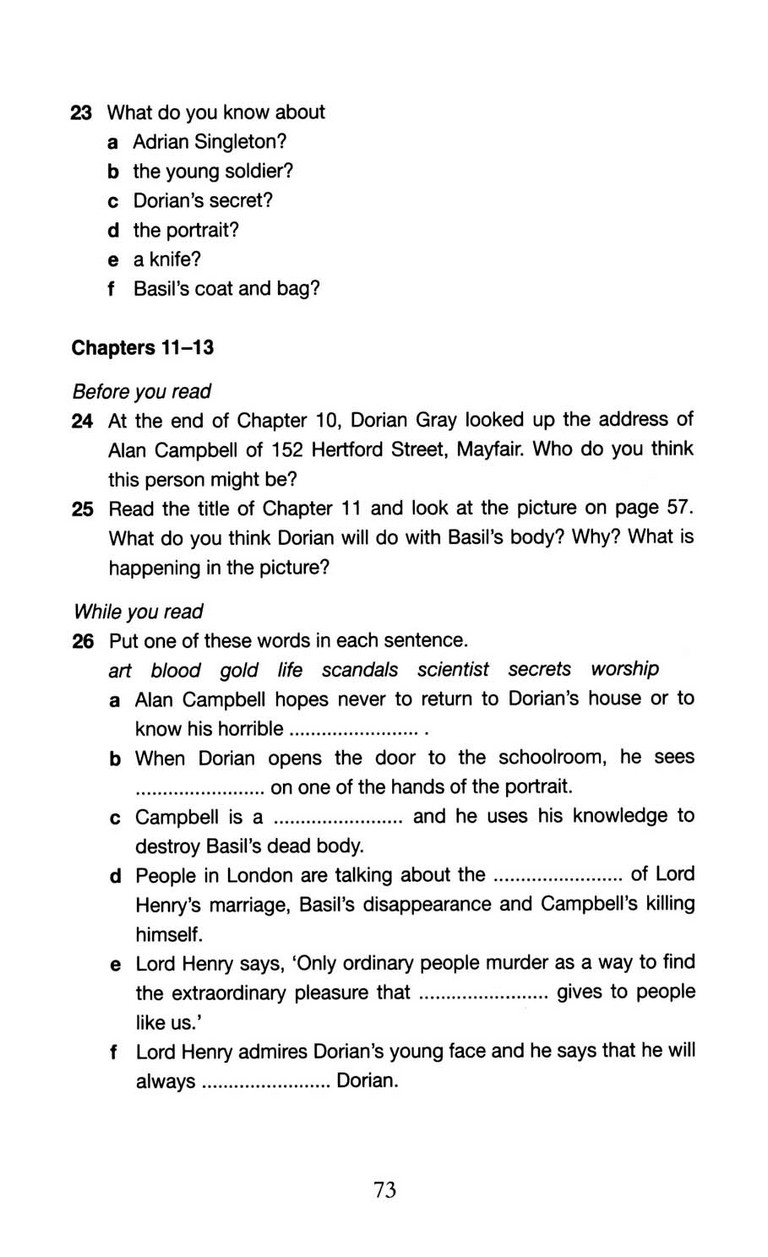 23 What do you know about
a Adrian Singleton?
b the young soldier?
c Dorian's secret?
d the portrait?
e a knife?
f Basil's coat and bag?
Chapters 11–13
Before you read
24 At the end of Chapter 10, Dorian Gray looked up the address of
Alan Campbell of 152 Hertford Street, Mayfair. Who do you think
this person might be?
25 Read the title of Chapter 11 and look at the picture on page 57.
What do you think Dorian will do with Basil's body? Why? What is
happening in the picture?
While you read
26 Put one of these words in each sentence.
art blood gold life scandals scientist secrets worship
a Alan Campbell hopes never to return to Dorian's house or to
know his horrible ........................ .
b When Dorian opens the door to the schoolroom, he sees
........................ on one of the hands of the portrait.
c Campbell is a ........................ and he uses his knowledge to
destroy Basil's dead body.
d People in London are talking about the ........................ of Lord
Henry's marriage, Basil's disappearance and Campbell's killing
himself.
e Lord Henry says, 'Only ordinary people murder as a way to find
the extraordinary pleasure that ........................ gives to people
like us.'
f Lord Henry admires Dorian's young face and he says that he will
always ........................ Dorian.
73